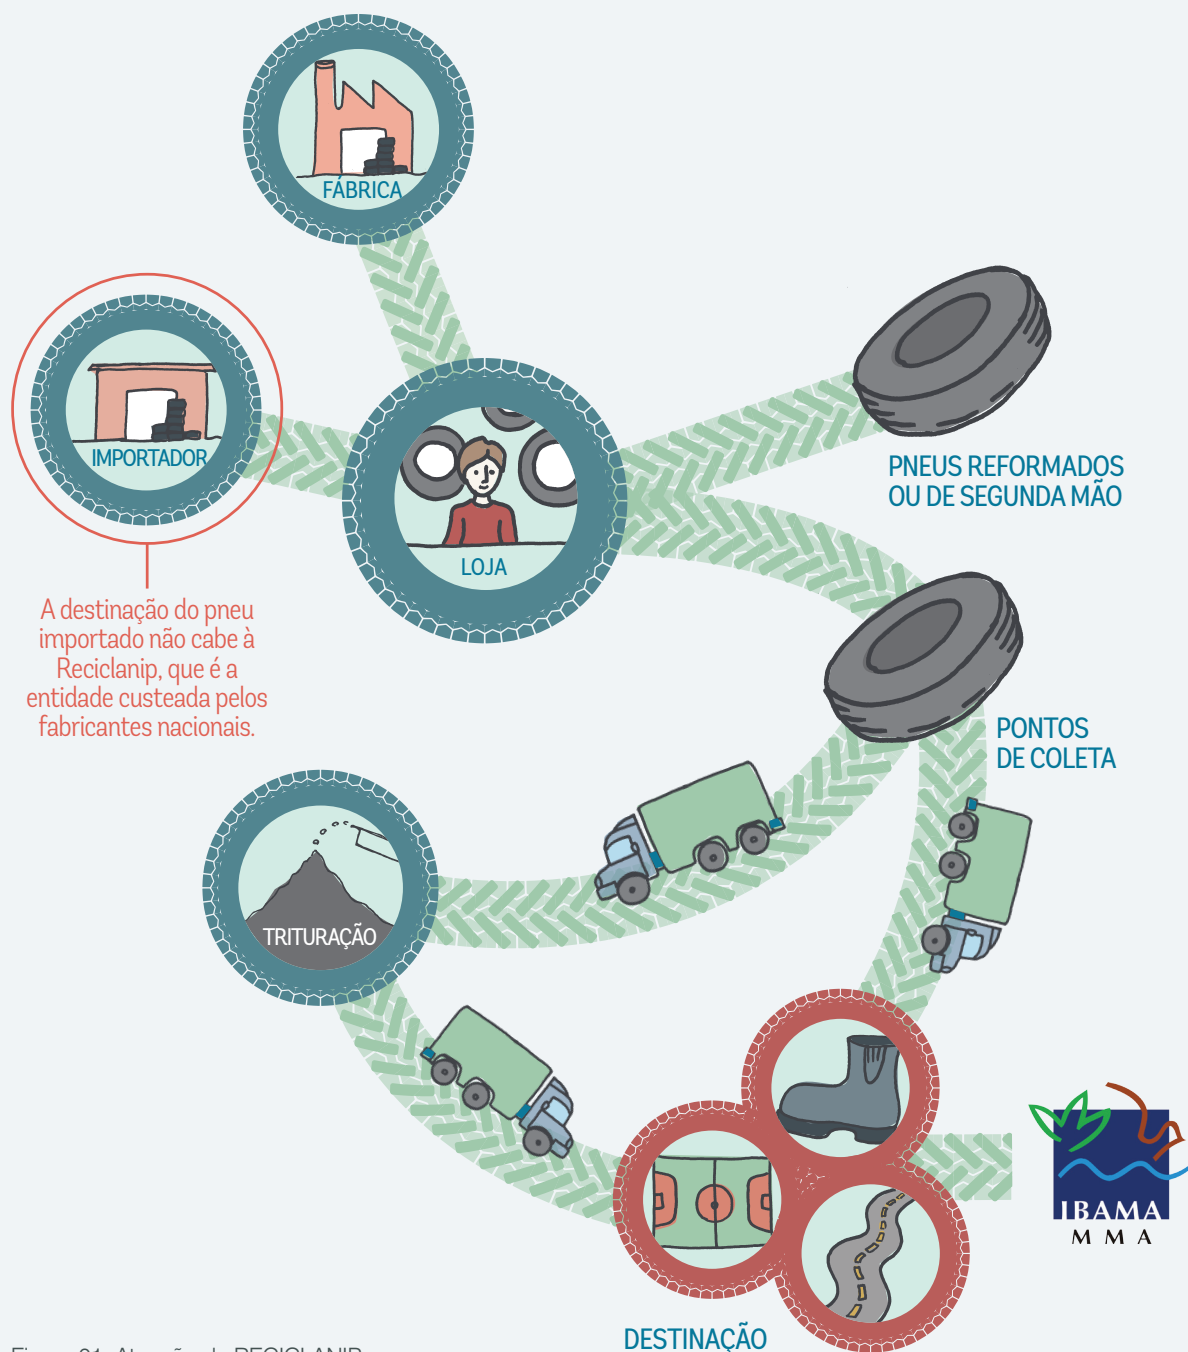 FÁBRICA
IMPORTADOR
LOJA
PNEUS REFORMADOS
OU DE SEGUNDA MÃO
A destinação do pneu
importado não cabe à
Reciclanip, que é a
entidade custeada pelos
fabricantes nacionais.
PONTOS
DE COLETA
TRITURAÇÃO
IBAMA
M M A
DESTINAÇÃO